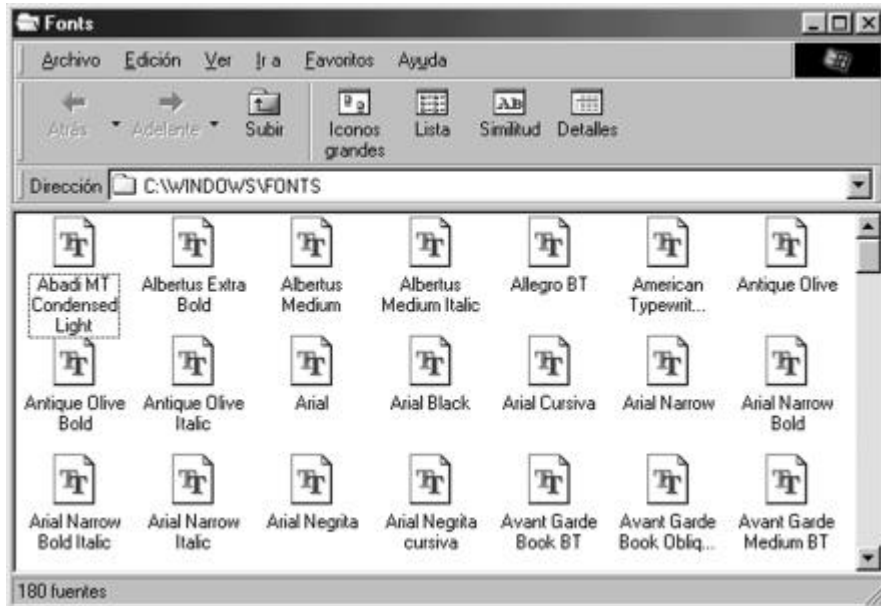 Fonts
Archivo Edición Ver Ir a Favoritos Ayuda
Atrás Adelante Subir Iconos grandes Lista Similitud Detalles
Dirección C:\WINDOWS\FONTS
Abadi MT Condensed Light
Albertus Extra Bold
Albertus Medium
Albertus Medium Italic
Allegro BT
American Typewrit...
Antique Olive
Antique Olive Bold
Antique Olive Italic
Arial
Arial Black
Arial Cursiva
Arial Narrow
Arial Narrow Bold
Arial Narrow Bold Italic
Arial Narrow Italic
Arial Negrita
Arial Negrita cursiva
Avant Garde Book BT
Avant Garde Book Obliq...
Avant Garde Medium BT
180 fuentes